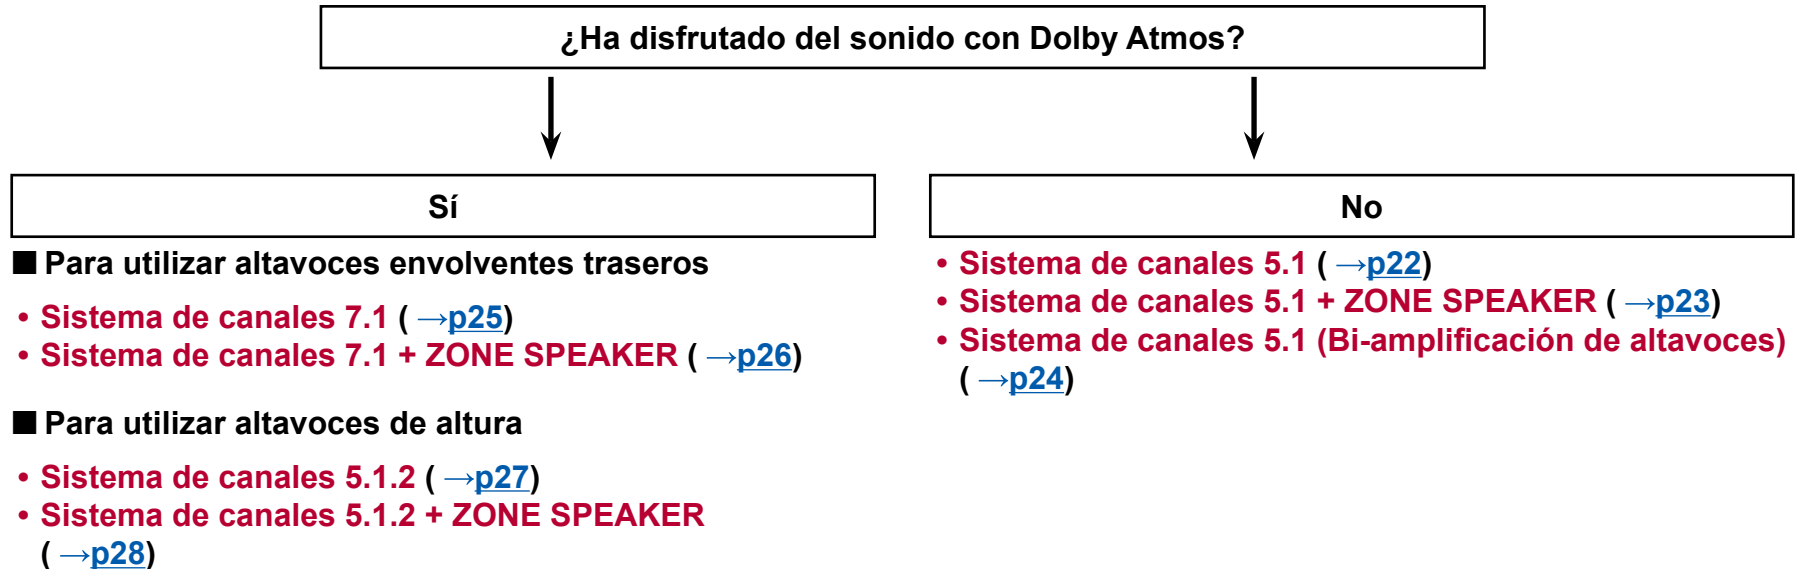 ¿Ha disfrutado del sonido con Dolby Atmos?
Sí
■ Para utilizar altavoces envolventes traseros
• Sistema de canales 7.1 ( →p25)
• Sistema de canales 7.1 + ZONE SPEAKER ( →p26)
■ Para utilizar altavoces de altura
• Sistema de canales 5.1.2 ( →p27)
• Sistema de canales 5.1.2 + ZONE SPEAKER
( →p28)
No
• Sistema de canales 5.1 ( →p22)
• Sistema de canales 5.1 + ZONE SPEAKER ( →p23)
• Sistema de canales 5.1 (Bi-amplificación de altavoces)
( →p24)